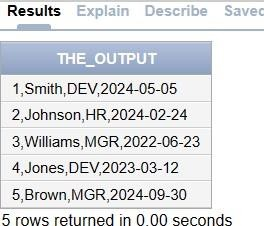 Results Explain Describe Saved
THE_OUTPUT
1,Smith,DEV,2024-05-05
2,Johnson,HR,2024-02-24
3,Williams,MGR,2022-06-23
4,Jones,DEV,2023-03-12
5,Brown,MGR,2024-09-30
5 rows returned in 0.00 seconds